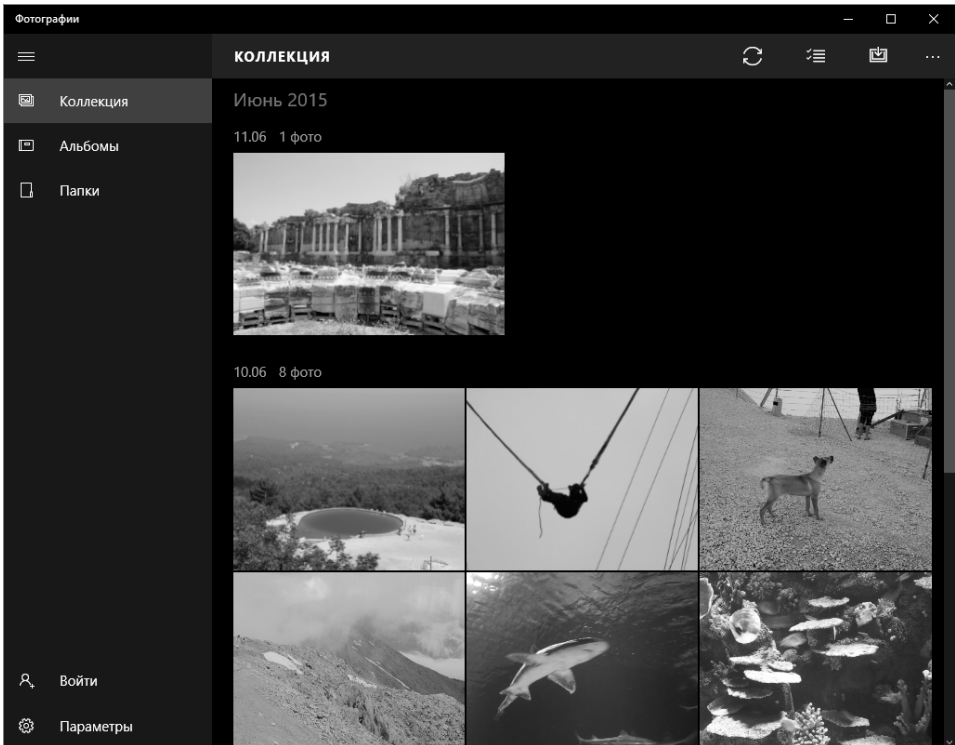 Фотографии
КОЛЛЕКЦИЯ
Коллекция
Альбомы
Папки
Войти
Параметры
Июнь 2015
11.06 1 фото
10.06 8 фото